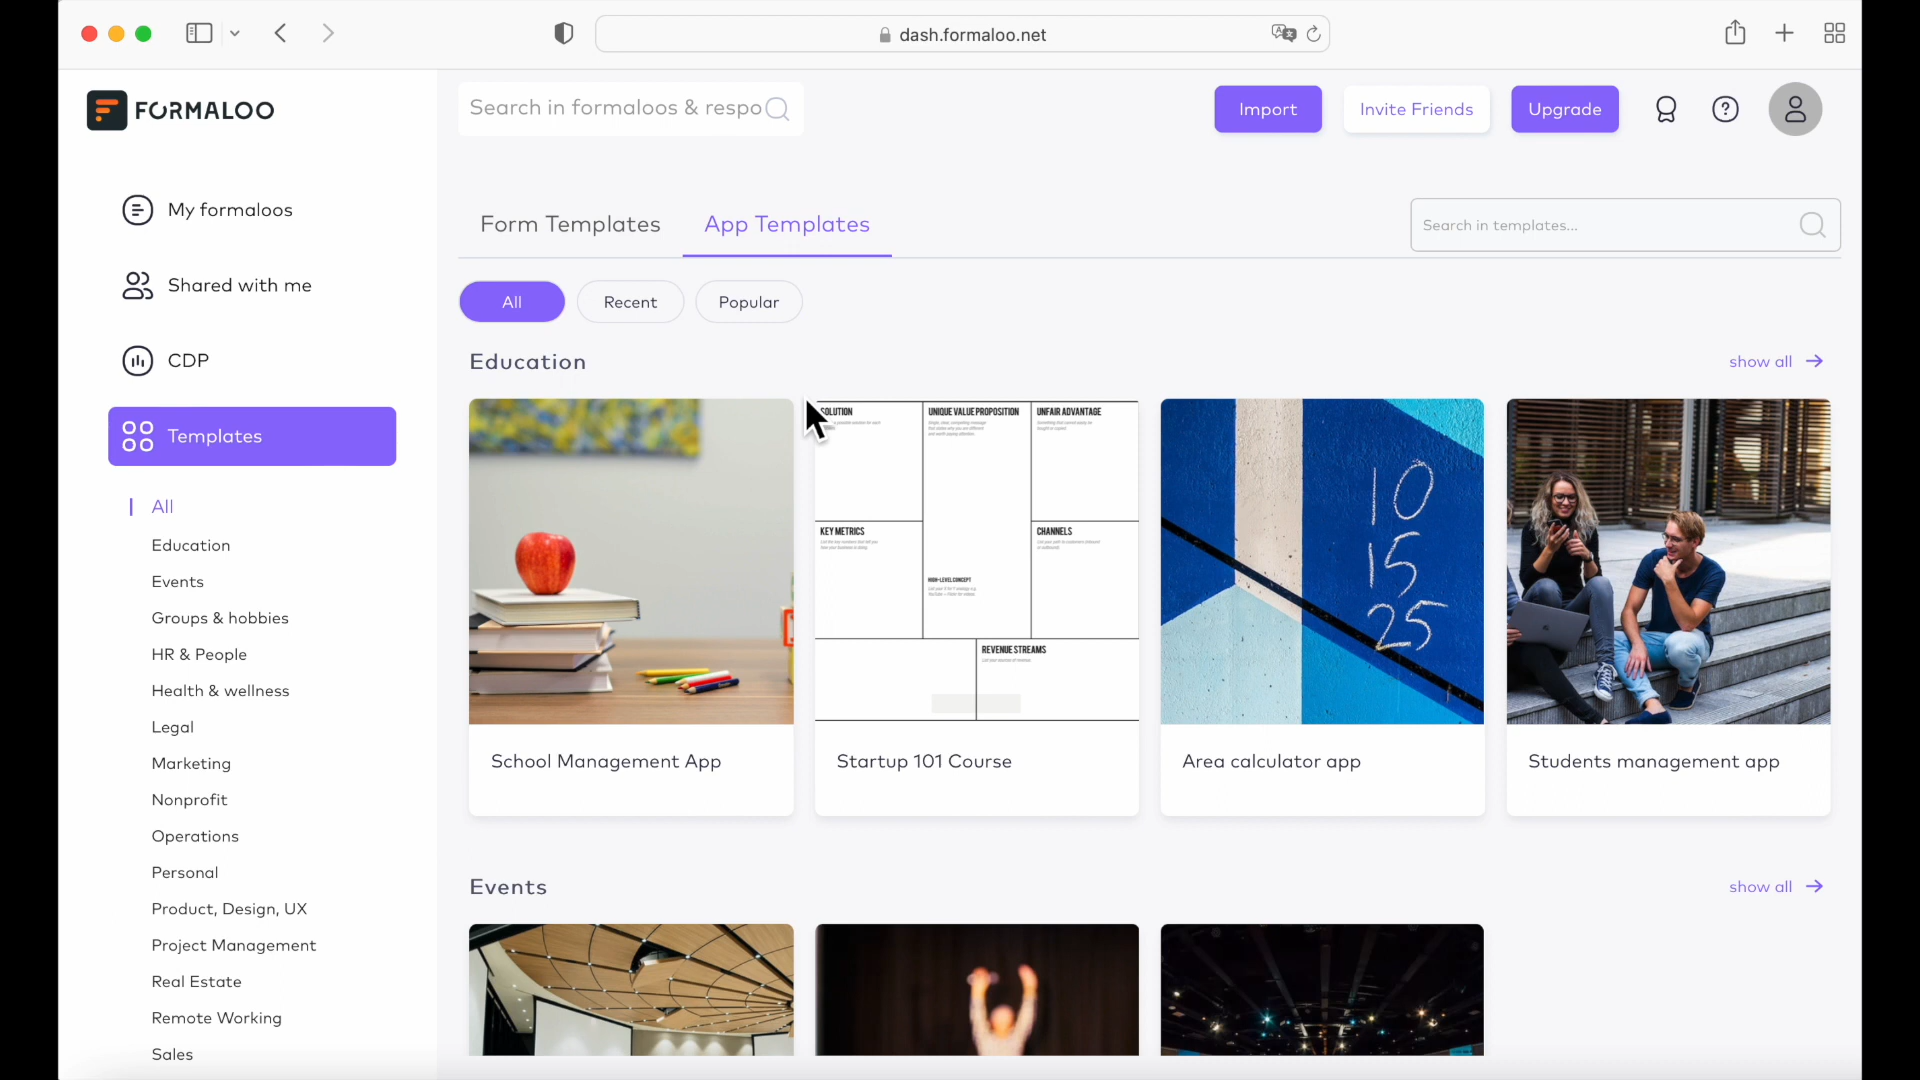 dash.formaloo.net
FORMALOO
Search in formaloos & respo
Import
Invite Friends
Upgrade
My formaloos
Shared with me
CDP
Templates
All
Education
Events
Groups & hobbies
HR & People
Health & wellness
Legal
Marketing
Nonprofit
Operations
Personal
Product, Design, UX
Project Management
Real Estate
Remote Working
Sales
Form Templates
App Templates
Search in templates...
All
Recent
Popular
Education
show all
SOLUTION
UNIQUE VALUE PROPOSITION
UNFAIR ADVANTAGE
KEY METRICS
CHANNELS
HIGH-LEVEL CONCEPT
REVENUE STREAMS
10
15
25
School Management App
Startup 101 Course
Area calculator app
Students management app
Events
show all